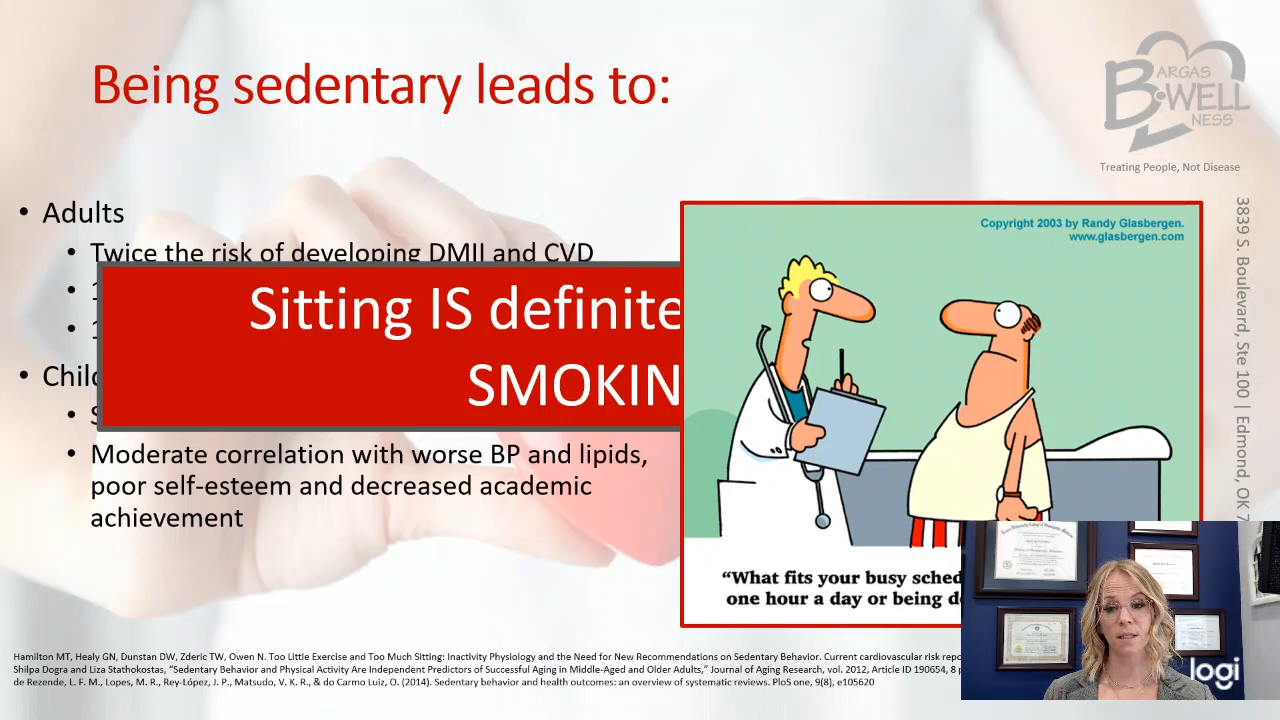 Being sedentary leads to:
BARGAS
B•WELL
NESS
Treating People, Not Disease
3839 S. Boulevard, Ste 100 | Edmond, OK 7
• Adults
• Twice the risk of developing DMII and CVD
Sitting IS definite
SMOKIN
• Moderate correlation with worse BP and lipids,
poor self-esteem and decreased academic
achievement
Copyright 2003 by Randy Glasbergen.
www.glasbergen.com
“What fits your busy sched
one hour a day or being d
logi
Hamilton MT, Healy GN, Dunstan DW, Zderic TW, Owen N. Too Little Exercise and Too Much Sitting: Inactivity Physiology and the Need for New Recommendations on Sedentary Behavior. Current cardiovascular risk repo
Shilpa Dogra and Liza Stathokostas, “Sedentary Behavior and Physical Activity Are Independent Predictors of Successful Aging in Middle-Aged and Older Adults,” Journal of Aging Research, vol. 2012, Article ID 190654, 8 p
de Rezende, L. F. M., Lopes, M. R., Rey-López, J. P., Matsudo, V. K. R., & do Carmo Luiz, O. (2014). Sedentary behavior and health outcomes: an overview of systematic reviews. PloS one, 9(8), e105620